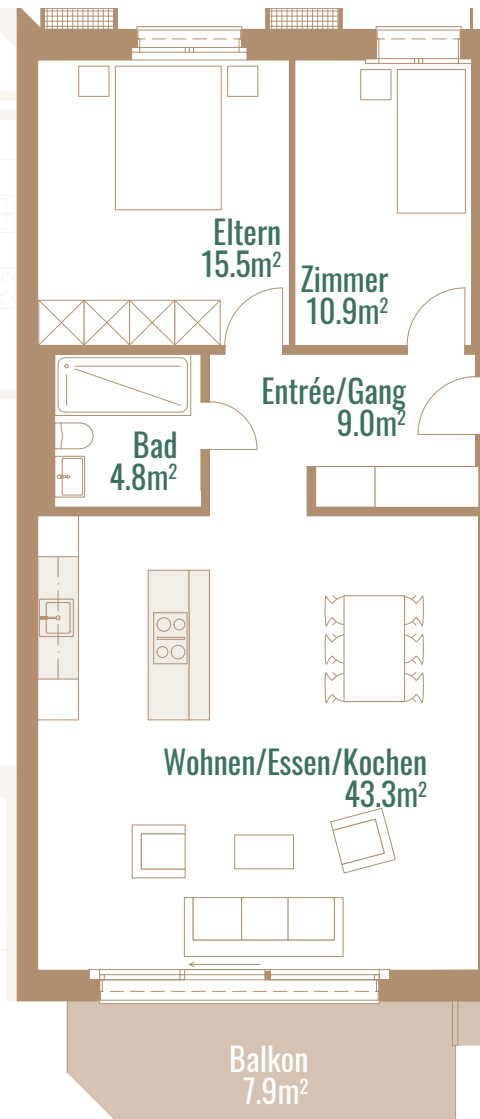 Eltern
15.5m²
Zimmer
10.9m²
Entrée/Gang
9.0m²
Bad
4.8m²
Wohnen/Essen/Kochen
43.3m²
Balkon
7.9m²